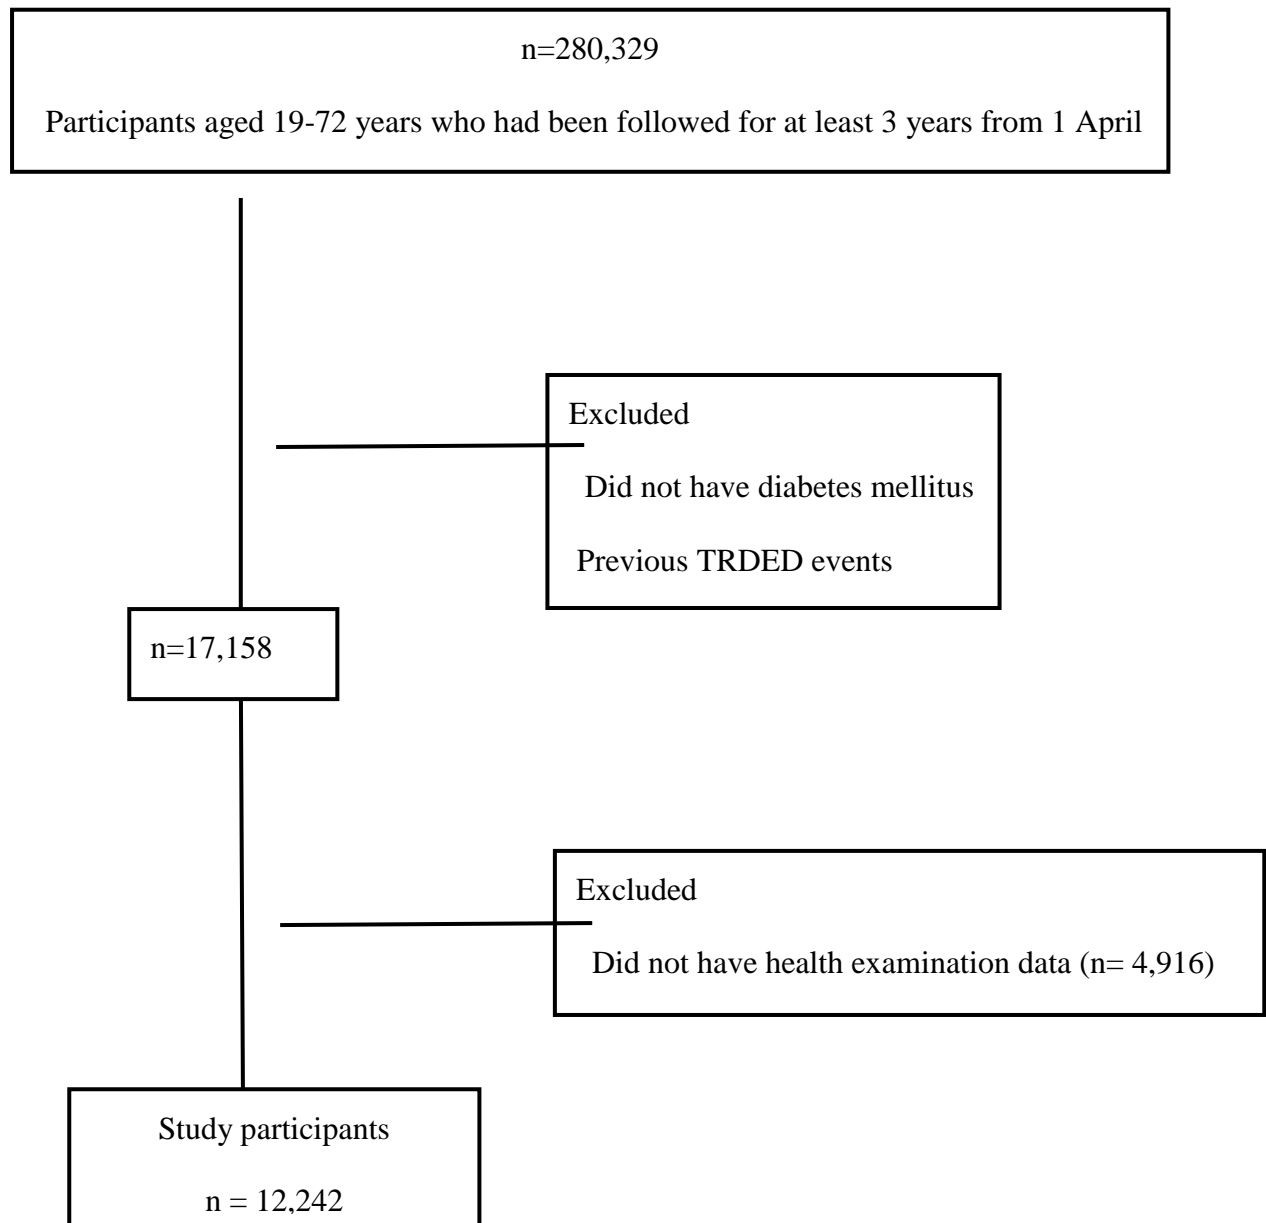 n=280,329
Participants aged 19-72 years who had been followed for at least 3 years from 1 April
Excluded
Did not have diabetes mellitus
Previous TRDED events
n=17,158
Excluded
Did not have health examination data (n= 4,916)
Study participants
n = 12,242